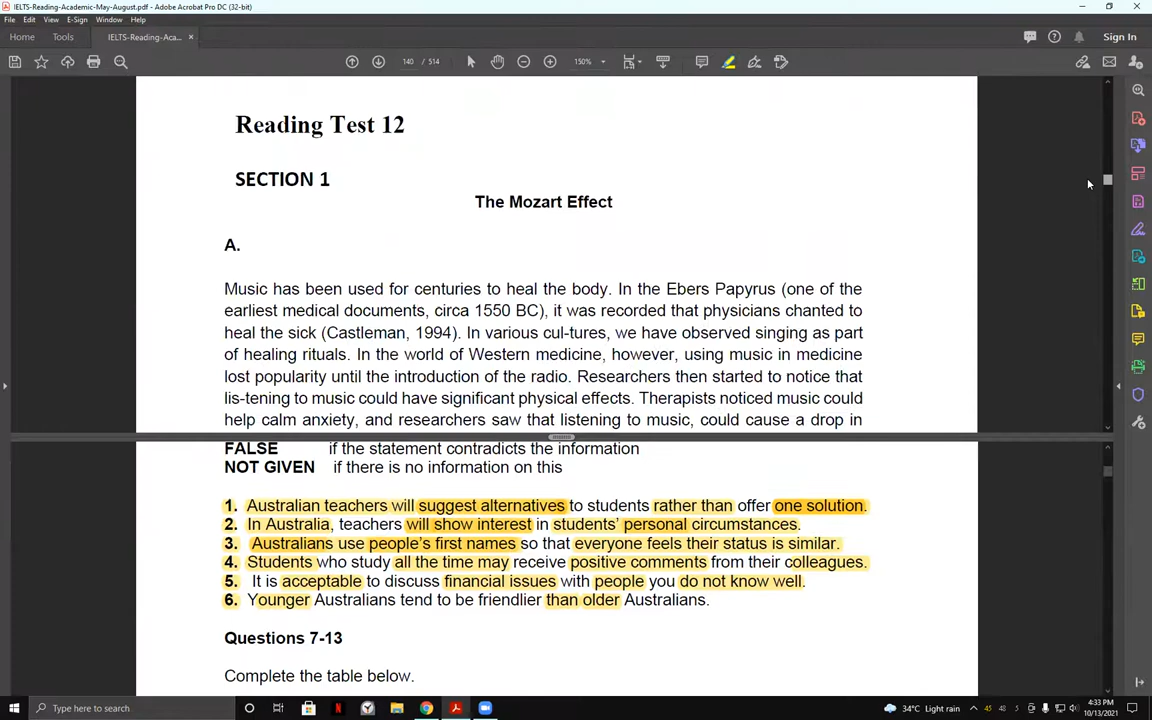 IELTS-Reading-Academic-May-August.pdf - Adobe Acrobat Pro DC (32-bit)
File Edit View E-Sign Window Help
Home Tools IELTS-Reading-Aca... × Sign In
140 / 514 150%
Reading Test 12
SECTION 1
The Mozart Effect
A.
Music has been used for centuries to heal the body. In the Ebers Papyrus (one of the
earliest medical documents, circa 1550 BC), it was recorded that physicians chanted to
heal the sick (Castleman, 1994). In various cul-tures, we have observed singing as part
of healing rituals. In the world of Western medicine, however, using music in medicine
lost popularity until the introduction of the radio. Researchers then started to notice that
lis-tening to music could have significant physical effects. Therapists noticed music could
help calm anxiety, and researchers saw that listening to music, could cause a drop in
FALSE if the statement contradicts the information
NOT GIVEN if there is no information on this
1. Australian teachers will suggest alternatives to students rather than offer one solution.
2. In Australia, teachers will show interest in students' personal circumstances.
3. Australians use people's first names so that everyone feels their status is similar.
4. Students who study all the time may receive positive comments from their colleagues.
5. It is acceptable to discuss financial issues with people you do not know well.
6. Younger Australians tend to be friendlier than older Australians.
Questions 7-13
Complete the table below.
Type here to search
34°C Light rain
45 48 5
4:33 PM
10/13/2021